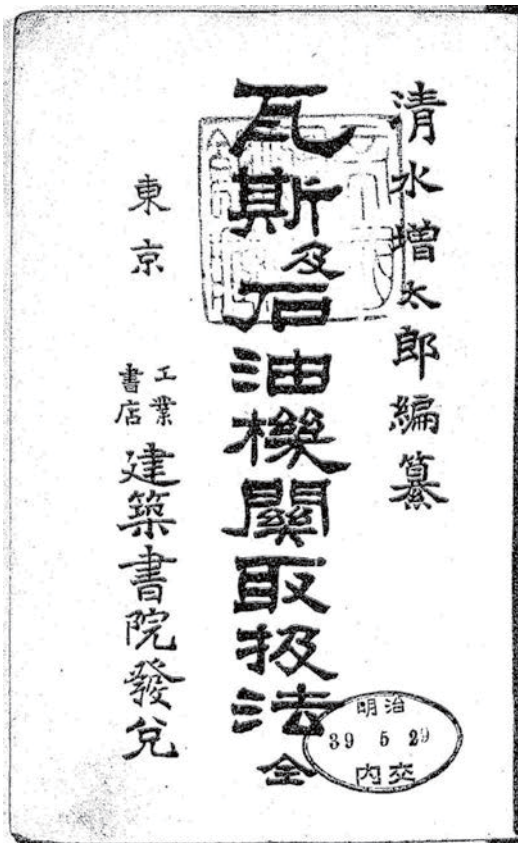 清水増太郎編纂
瓦斯及石油機關取扱法 全
東京
工業書店
建築書院發兌
明治
39 5 29
内交